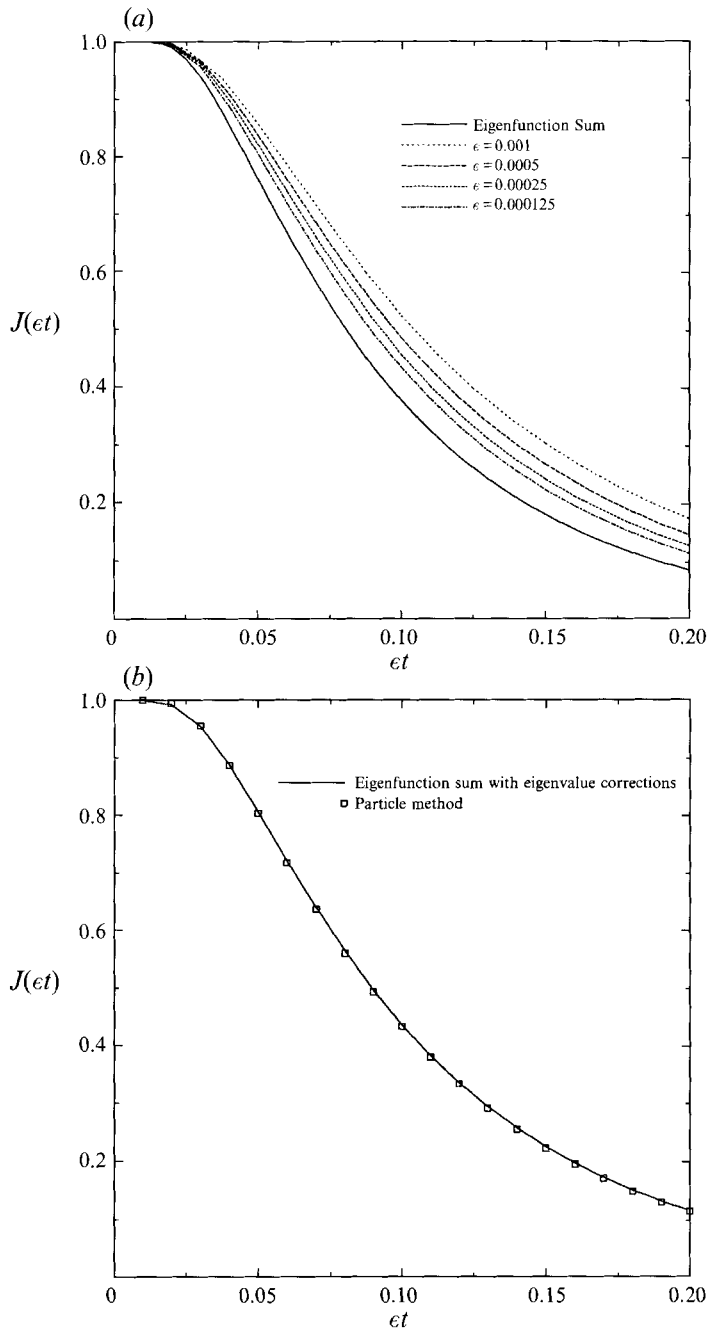 (a)
1.0
0.8
0.6
0.4
0.2
J(ϵt)
Eigenfunction Sum
ϵ = 0.001
ϵ = 0.0005
ϵ = 0.00025
ϵ = 0.000125
0 0.05 0.10 0.15 0.20
ϵt
(b)
1.0
0.8
0.6
0.4
0.2
J(ϵt)
Eigenfunction sum with eigenvalue corrections
Particle method
0 0.05 0.10 0.15 0.20
ϵt